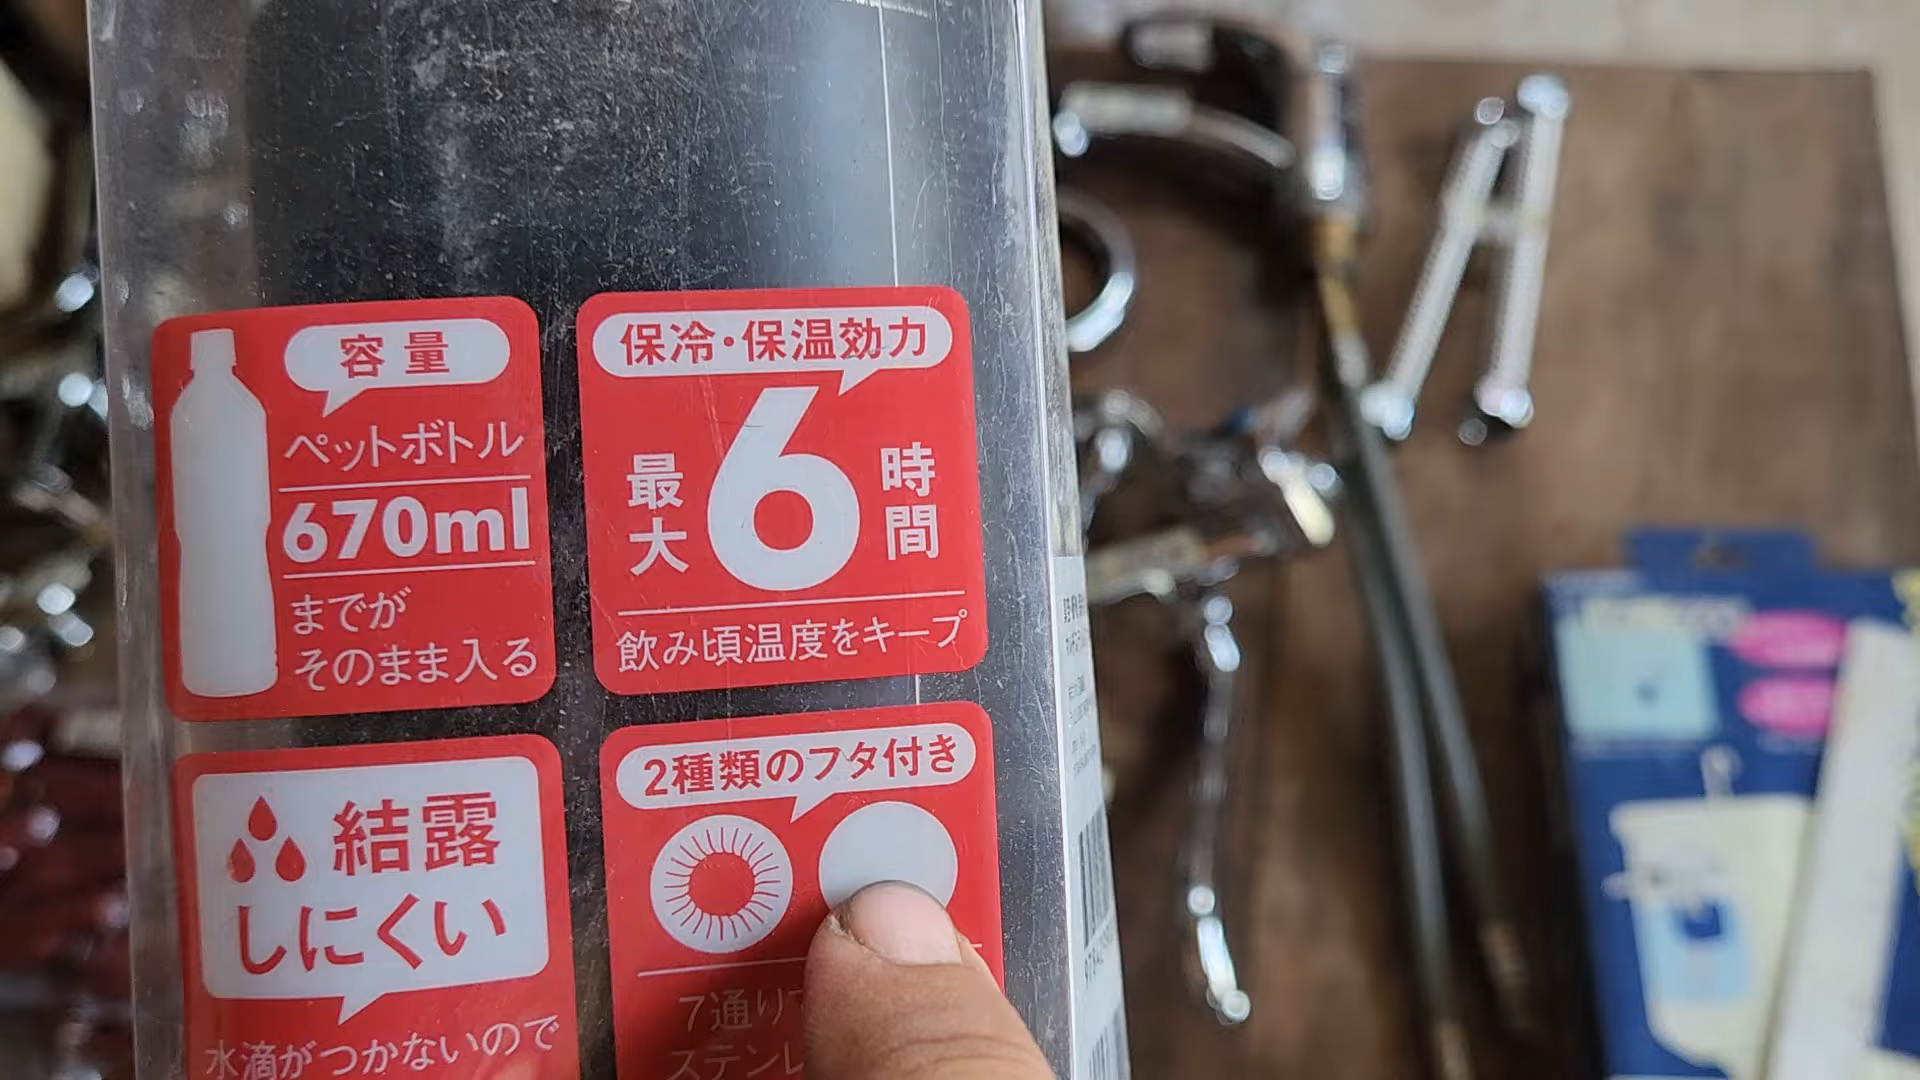 容量
ペットボトル
670ml
までが
そのまま入る
保冷・保温効力
最大6時間
飲み頃温度をキープ
結露
しにくい
水滴がつかないので
2種類のフタ付き
7通り
ステンレ